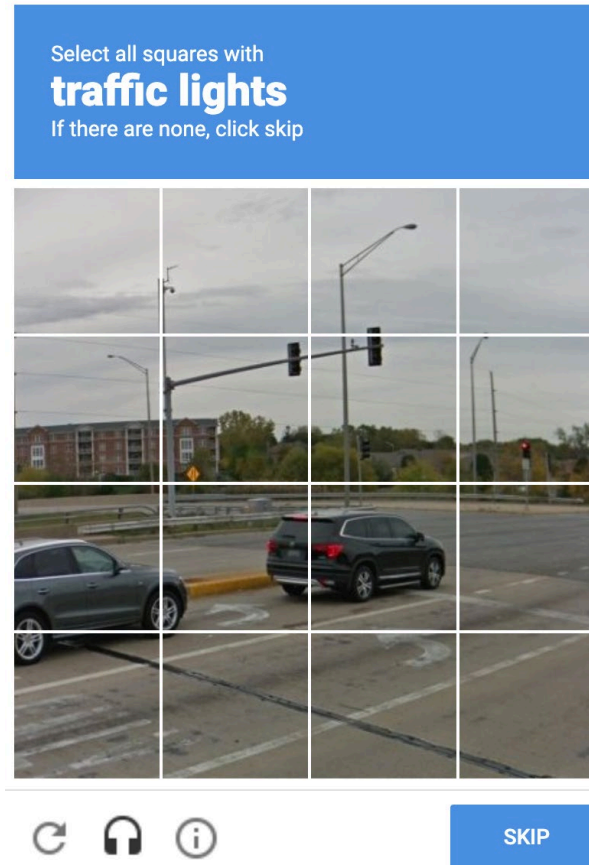 Select all squares with
traffic lights
If there are none, click skip
SKIP